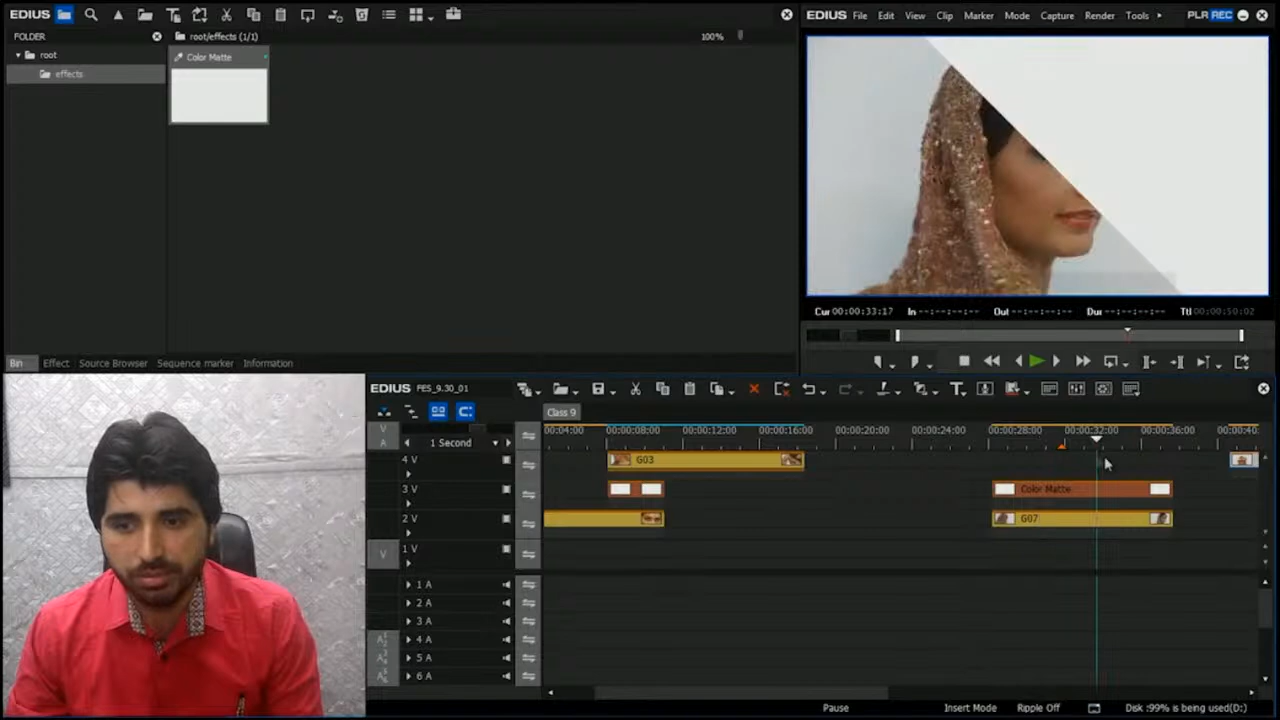 EDIUS
FOLDER
root
effects
root/effects (1/1)
100%
Color Matte
Bin Effect Source Browser Sequence marker Information
EDIUS File Edit View Clip Marker Mode Capture Render Tools PLR REC
Cur 00:00:33:17 In --:--:--:-- Out --:--:--:-- Dur --:--:--:-- Ttl 00:00:50:02
EDIUS FES_9.30_01
Class 9
V
A
1 Second
00:04:00 00:00:08:00 00:00:12:00 00:00:16:00 00:00:20:00 00:00:24:00 00:00:28:00 00:00:32:00 00:00:36:00
4 V
G03
3 V
Color Matte
2 V
G07
V
1 V
1 A
2 A
3 A
4 A
5 A
6 A
Pause Insert Mode Ripple Off Disk :99% is being used(D:)